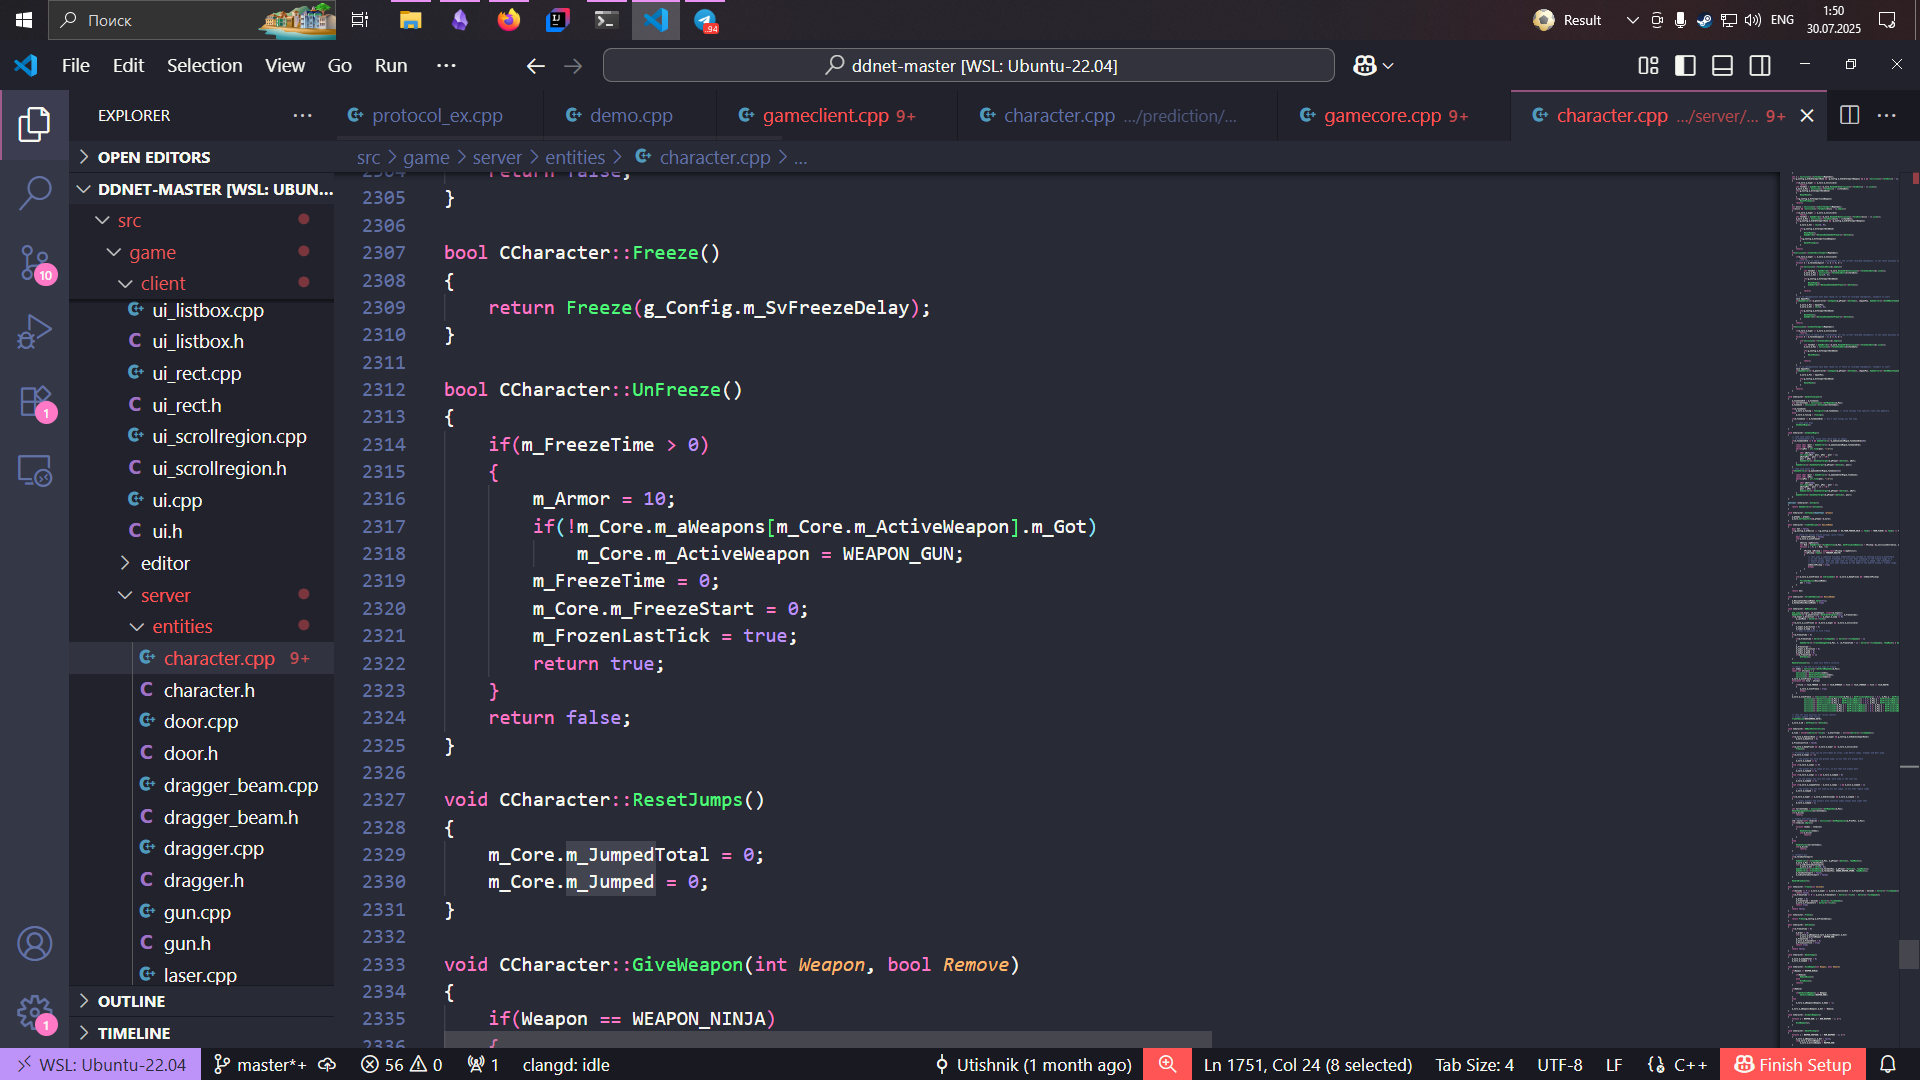 Поиск
94
Result
ENG
1:50
30.07.2025
File Edit Selection View Go Run ...
ddnet-master [WSL: Ubuntu-22.04]
EXPLORER ...
protocol_ex.cpp
demo.cpp
gameclient.cpp 9+
character.cpp .../prediction/...
gamecore.cpp 9+
character.cpp .../server/... 9+
OPEN EDITORS
src > game > server > entities > character.cpp > ...
DDNET-MASTER [WSL: UBUN...
src
game
client
ui_listbox.cpp
ui_listbox.h
ui_rect.cpp
ui_rect.h
ui_scrollregion.cpp
ui_scrollregion.h
ui.cpp
ui.h
editor
server
entities
character.cpp 9+
character.h
door.cpp
door.h
dragger_beam.cpp
dragger_beam.h
dragger.cpp
dragger.h
gun.cpp
gun.h
laser.cpp
OUTLINE
TIMELINE
10
1
1
2304 return false;
2305 }
2306
2307 bool CCharacter::Freeze()
2308 {
2309 return Freeze(g_Config.m_SvFreezeDelay);
2310 }
2311
2312 bool CCharacter::UnFreeze()
2313 {
2314 if(m_FreezeTime > 0)
2315 {
2316 m_Armor = 10;
2317 if(!m_Core.m_aWeapons[m_Core.m_ActiveWeapon].m_Got)
2318 m_Core.m_ActiveWeapon = WEAPON_GUN;
2319 m_FreezeTime = 0;
2320 m_Core.m_FreezeStart = 0;
2321 m_FrozenLastTick = true;
2322 return true;
2323 }
2324 return false;
2325 }
2326
2327 void CCharacter::ResetJumps()
2328 {
2329 m_Core.m_JumpedTotal = 0;
2330 m_Core.m_Jumped = 0;
2331 }
2332
2333 void CCharacter::GiveWeapon(int Weapon, bool Remove)
2334 {
2335 if(Weapon == WEAPON_NINJA)
2336 {
WSL: Ubuntu-22.04 master*+ 56 0 1 clangd: idle Utishnik (1 month ago) Ln 1751, Col 24 (8 selected) Tab Size: 4 UTF-8 LF C++ Finish Setup